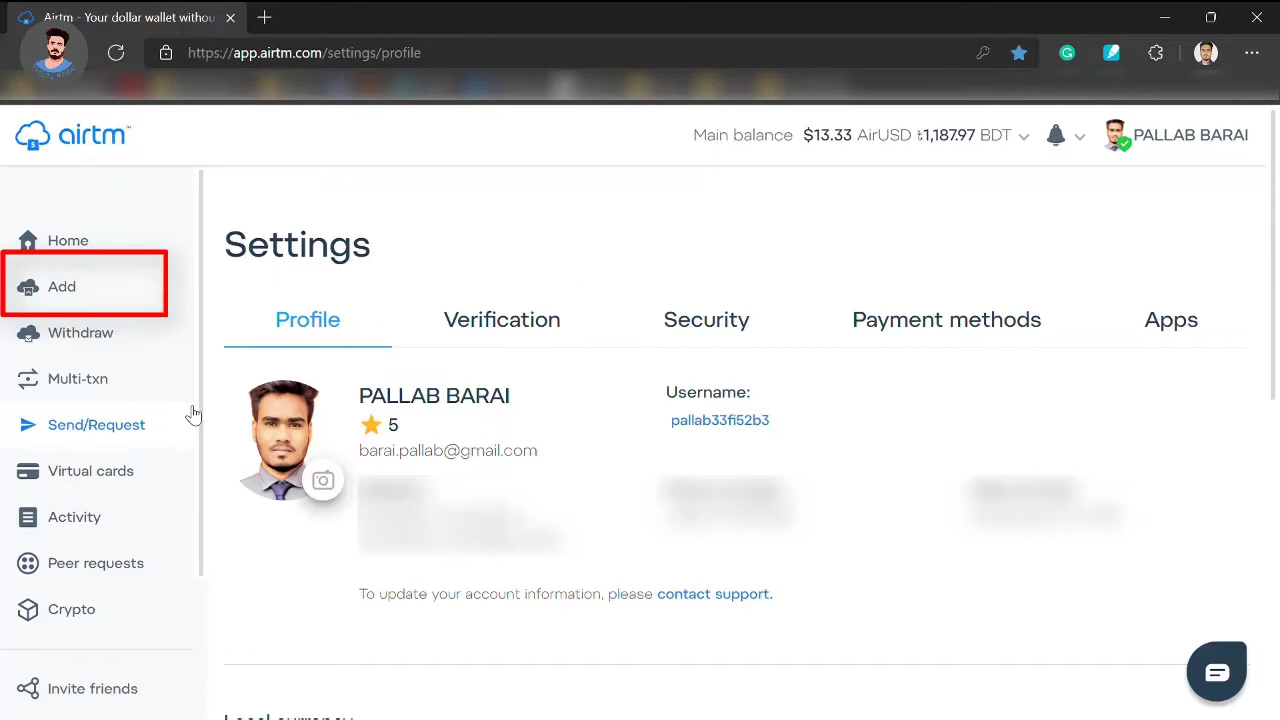 Airtm - Your dollar wallet withou
https://app.airtm.com/settings/profile
airtm™
Main balance $13.33 AirUSD ৳1,187.97 BDT
PALLAB BARAI
Home
Add
Withdraw
Multi-txn
Send/Request
Virtual cards
Activity
Peer requests
Crypto
Invite friends
Settings
Profile Verification Security Payment methods Apps
PALLAB BARAI
5
barai.pallab@gmail.com
Username:
pallab33fi52b3
To update your account information, please contact support.